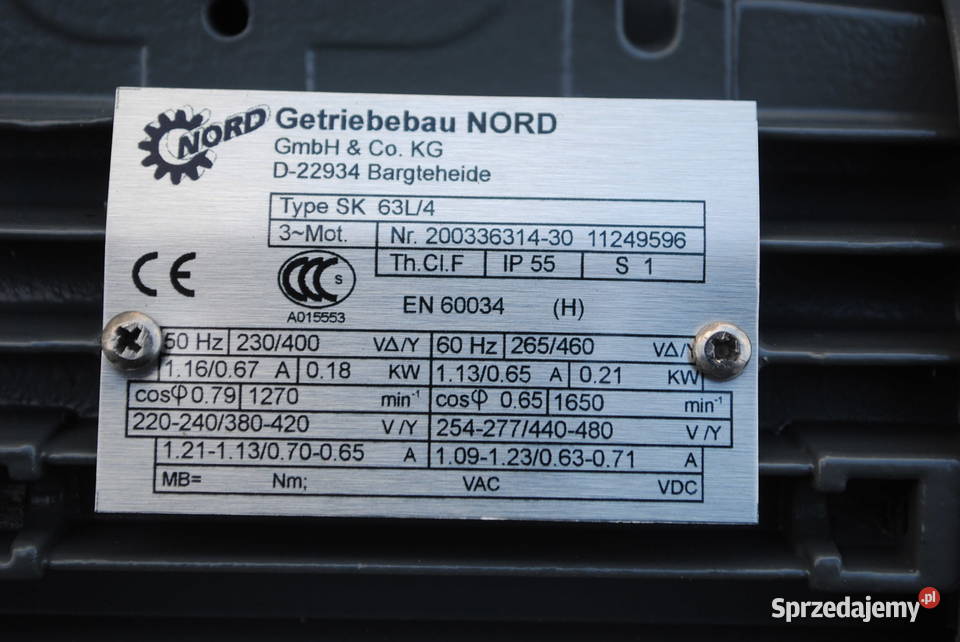 NORD
Getriebebau NORD
GmbH & Co. KG
D-22934 Bargteheide
Type SK 63L/4
3~Mot. Nr. 200336314-30 11249596
Th.Cl.F IP 55 S 1
CE
CCC S
A015553
EN 60034 (H)
50 Hz 230/400 VΔ/Y 60 Hz 265/460 VΔ/Y
1.16/0.67 A 0.18 KW 1.13/0.65 A 0.21 KW
cosφ 0.79 1270 min⁻¹ cosφ 0.65 1650 min⁻¹
220-240/380-420 V/Y 254-277/440-480 V/Y
1.21-1.13/0.70-0.65 A 1.09-1.23/0.63-0.71 A
MB= Nm; VAC VDC
Sprzedajemy.pl